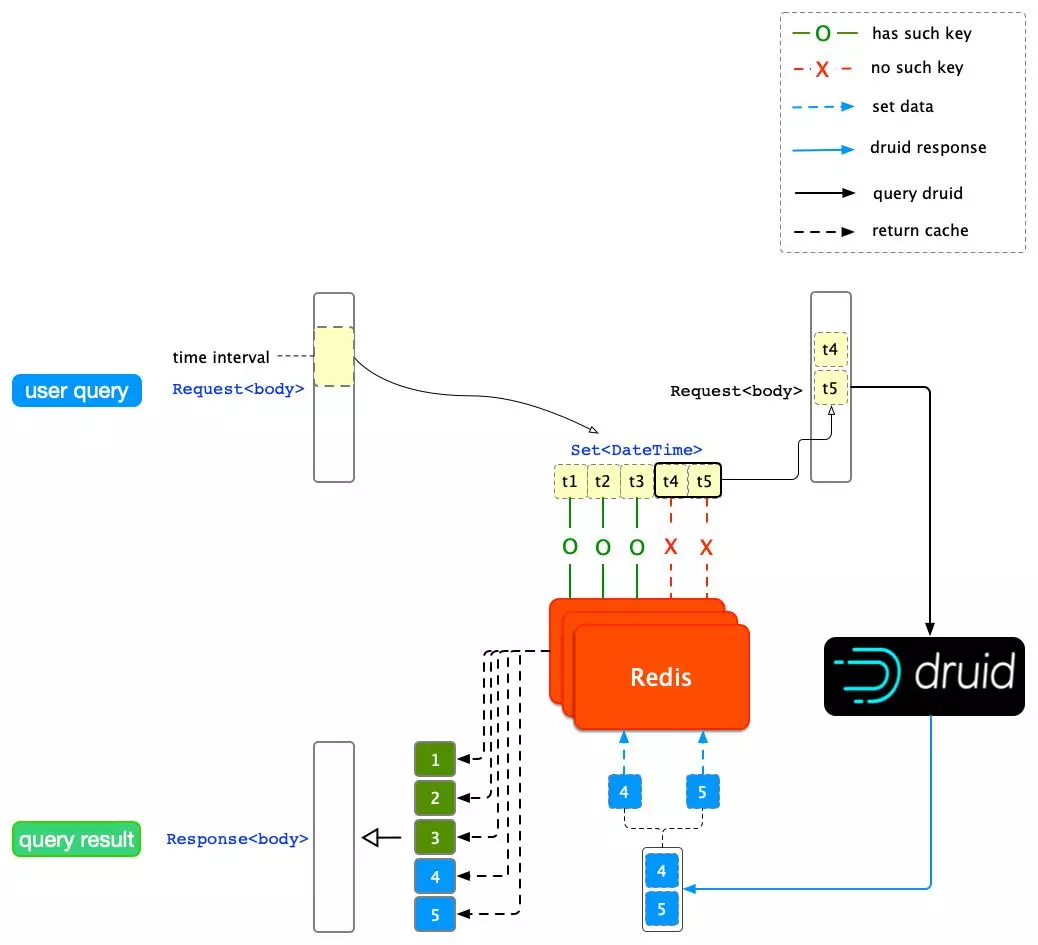 O has such key
X no such key
set data
druid response
query druid
return cache
time interval
user query
Request<body>
t4
t5
Request<body>
Set<DateTime>
t1 t2 t3 t4 t5
O O O X X
Redis
druid
1
2
3
4
5
4 5
query result
Response<body>
4
5